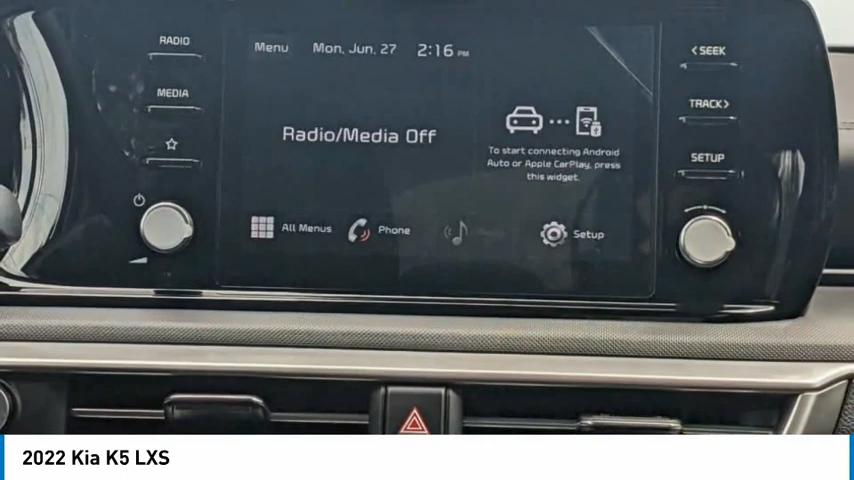 RADIO
MEDIA
Menu Mon, Jun, 27 2:16 PM
Radio/Media Off
To start connecting Android
Auto or Apple CarPlay, press
this widget.
All Menus Phone Setup
< SEEK
TRACK >
SETUP
2022 Kia K5 LXS